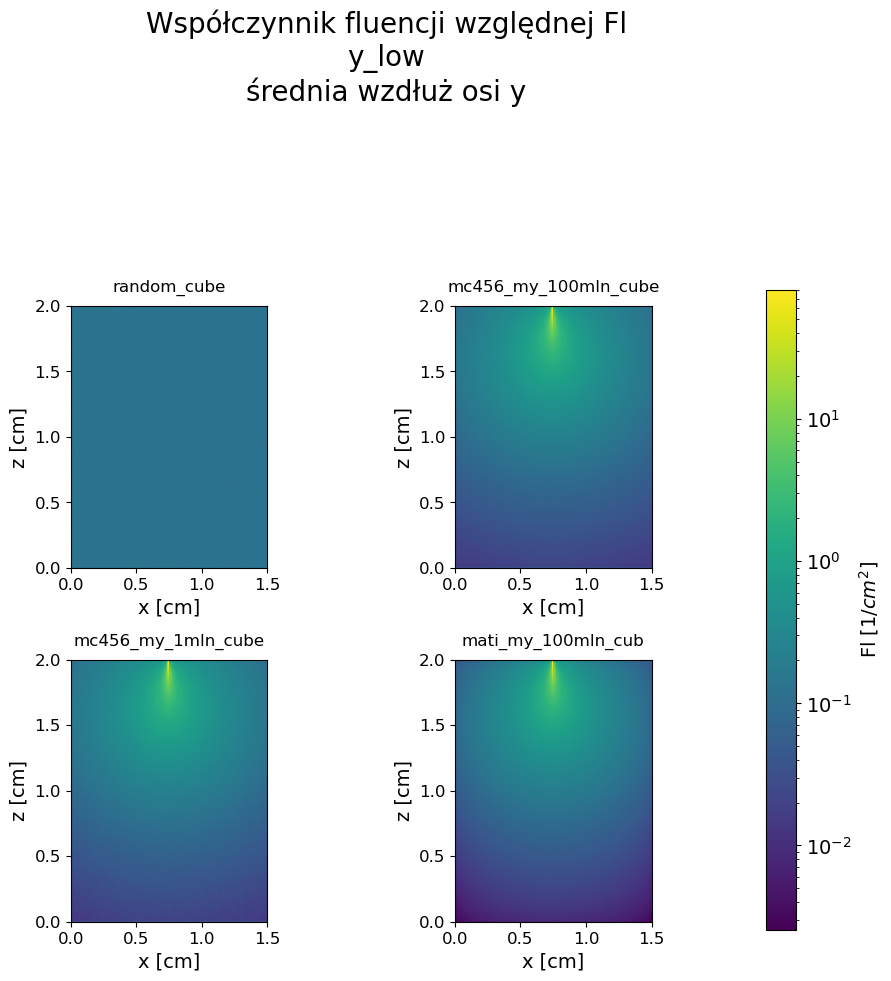 Współczynnik fluencji względnej Fl
y_low
średnia wzdłuż osi y
random_cube
2.0
1.5
1.0
0.5
0.0
z [cm]
0.0 0.5 1.0 1.5
x [cm]
mc456_my_100mln_cube
2.0
1.5
1.0
0.5
0.0
z [cm]
0.0 0.5 1.0 1.5
x [cm]
mc456_my_1mln_cube
2.0
1.5
1.0
0.5
0.0
z [cm]
0.0 0.5 1.0 1.5
x [cm]
mati_my_100mln_cub
2.0
1.5
1.0
0.5
0.0
z [cm]
0.0 0.5 1.0 1.5
x [cm]
10¹
10⁰
10⁻¹
10⁻²
Fl [1/cm²]